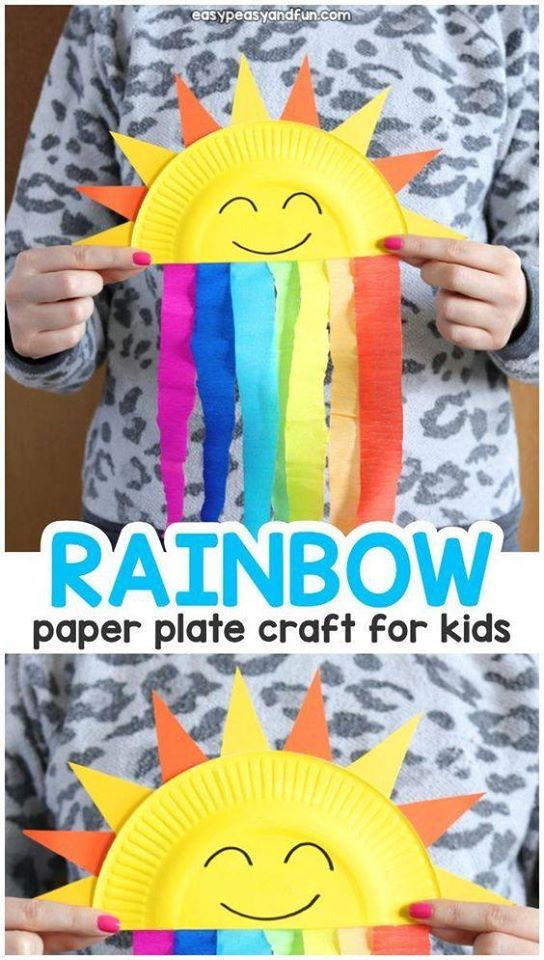 easypeasyandfun.com
RAINBOW
paper plate craft for kids